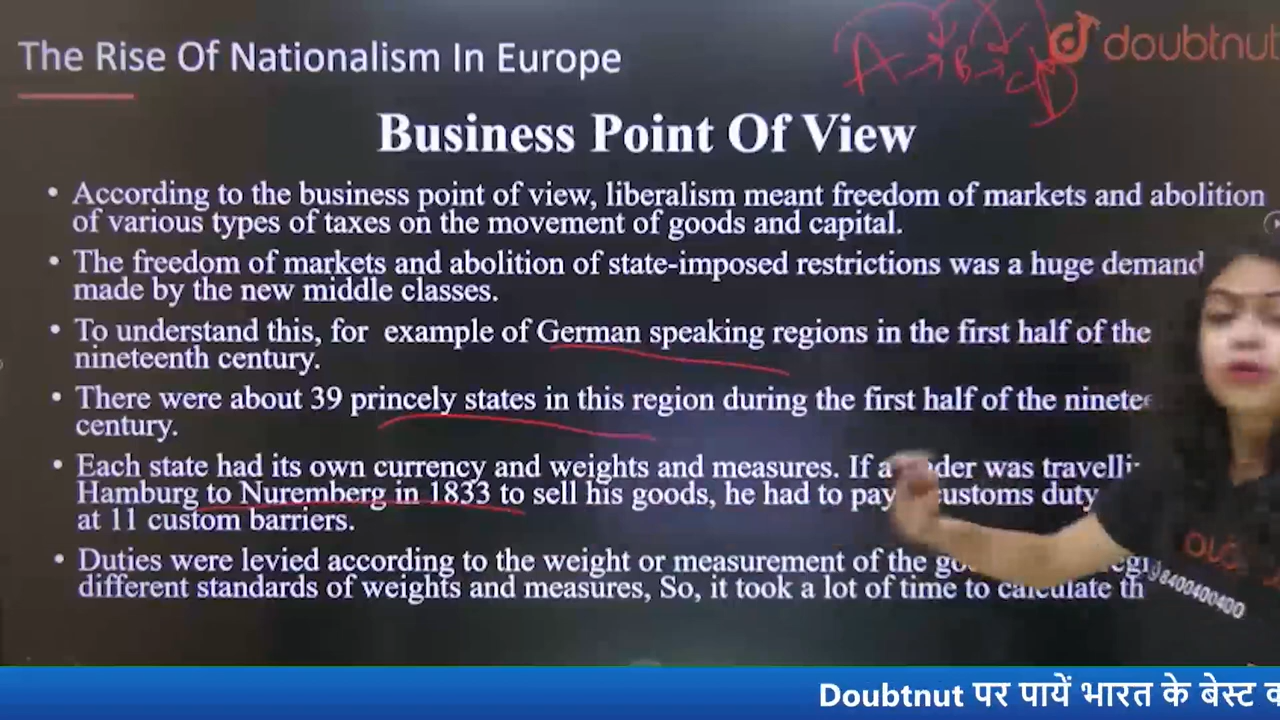 The Rise Of Nationalism In Europe
A → B → C D
doubtnut
Business Point Of View
• According to the business point of view, liberalism meant freedom of markets and abolition
of various types of taxes on the movement of goods and capital.
• The freedom of markets and abolition of state-imposed restrictions was a huge demand
made by the new middle classes.
• To understand this, for example of German speaking regions in the first half of the
nineteenth century.
• There were about 39 princely states in this region during the first half of the
century.
• Each state had its own currency and weights and measures. If a was
Hamburg to Nuremberg in 1833 to sell his goods, he had to pay customs duty
at 11 custom barriers.
• Duties were levied according to the weight or measurement of the
different standards of weights and measures, So, it took a lot of time to calculate
8400400400
Doubtnut पर पायें भारत के बेस्ट